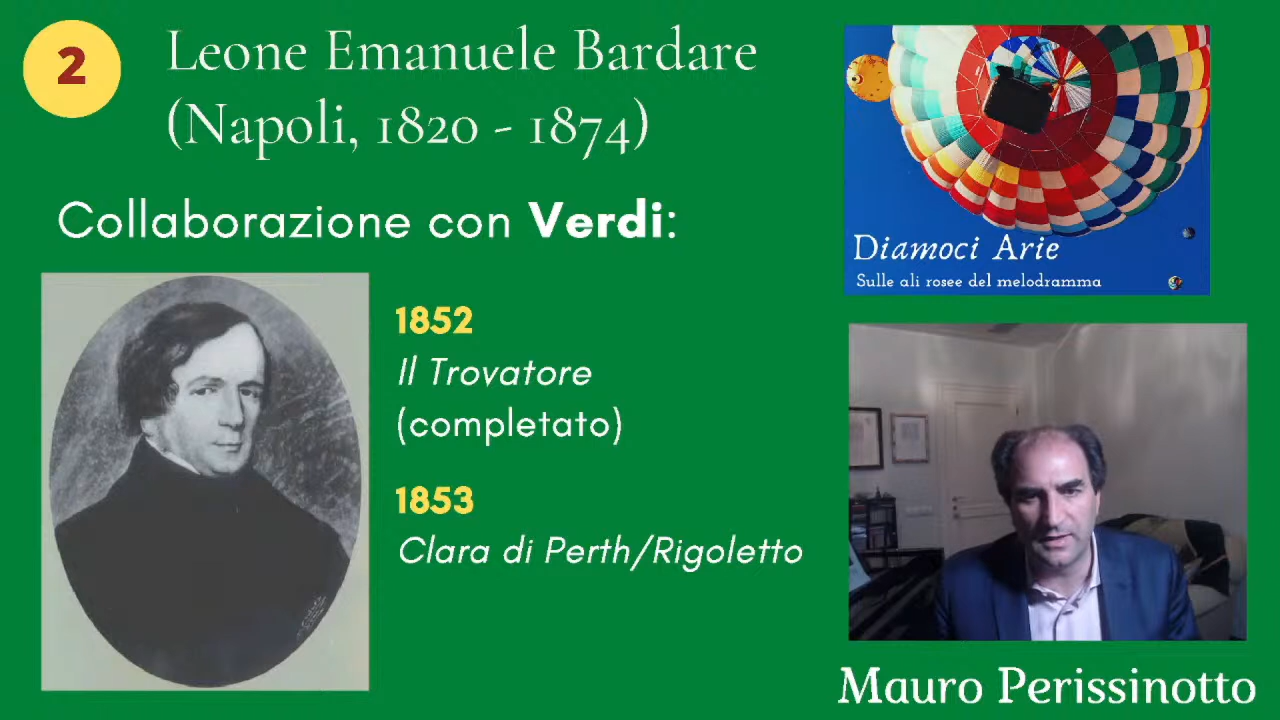 2
Leone Emanuele Bardare
(Napoli, 1820 - 1874)
Collaborazione con Verdi:
1852
Il Trovatore
(completato)
1853
Clara di Perth/Rigoletto
Diamoci Arie
Sulle ali rosee del melodramma
Mauro Perissinotto